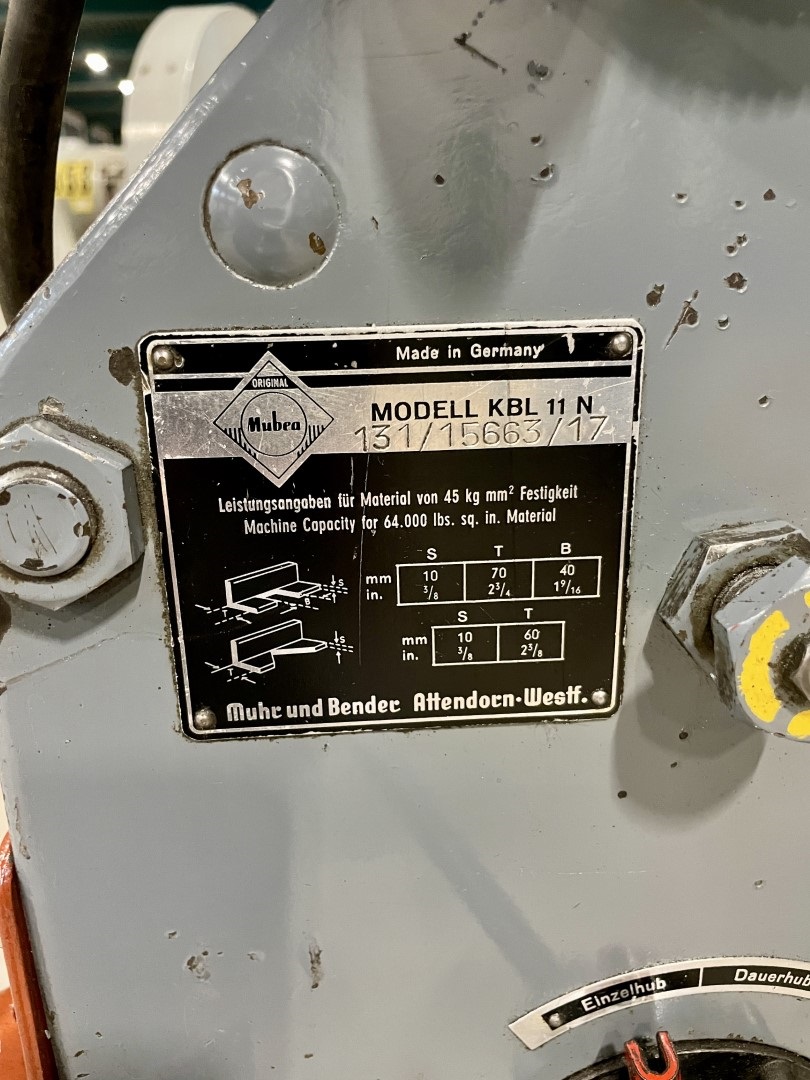 Made in Germany
ORIGINAL
Mubea
MODELL KBL 11 N
131/15663/17
Leistungsangaben für Material von 45 kg mm² Festigkeit
Machine Capacity for 64.000 lbs. sq. in. Material
S T B
mm 10 70 40
in. 3/8 2 3/4 1 9/16
S
B
T
S T
mm 10 60
in. 3/8 2 3/8
S
T
Muhr und Bender Attendorn-Westf.
Einzelhub | Dauerhub